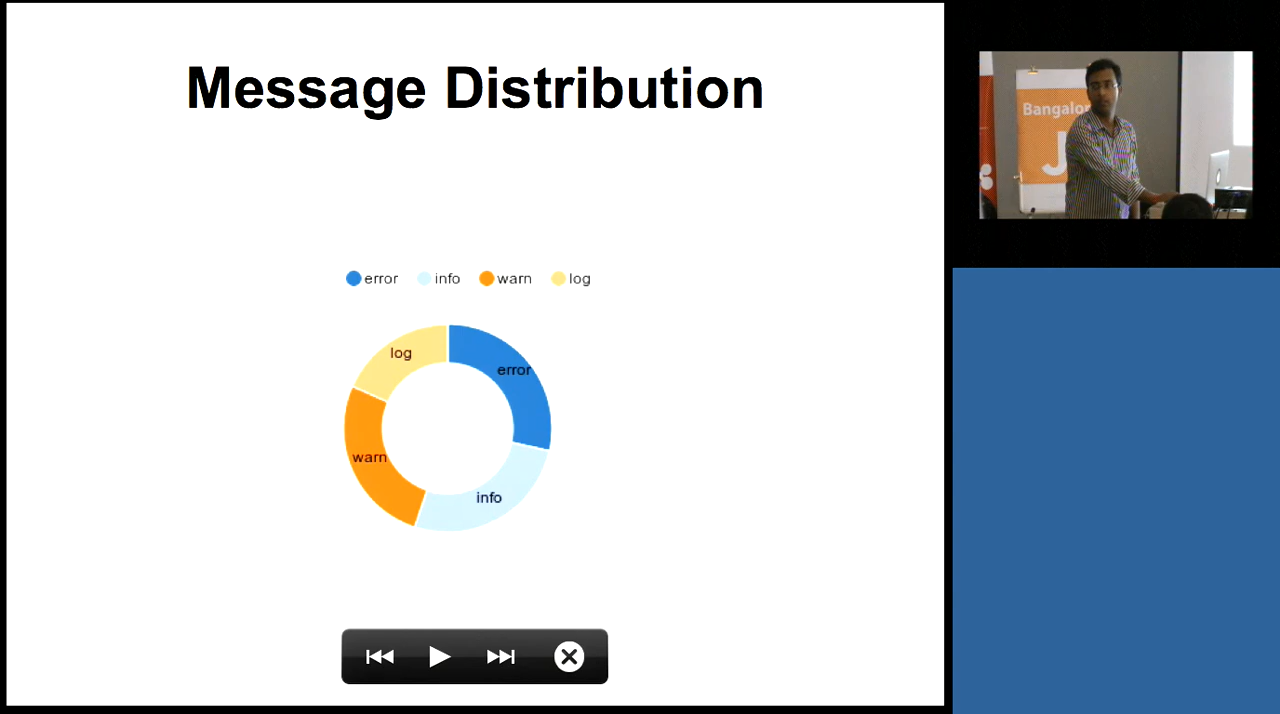 Message Distribution
Bangalor
J
error info warn log
log
error
warn
info